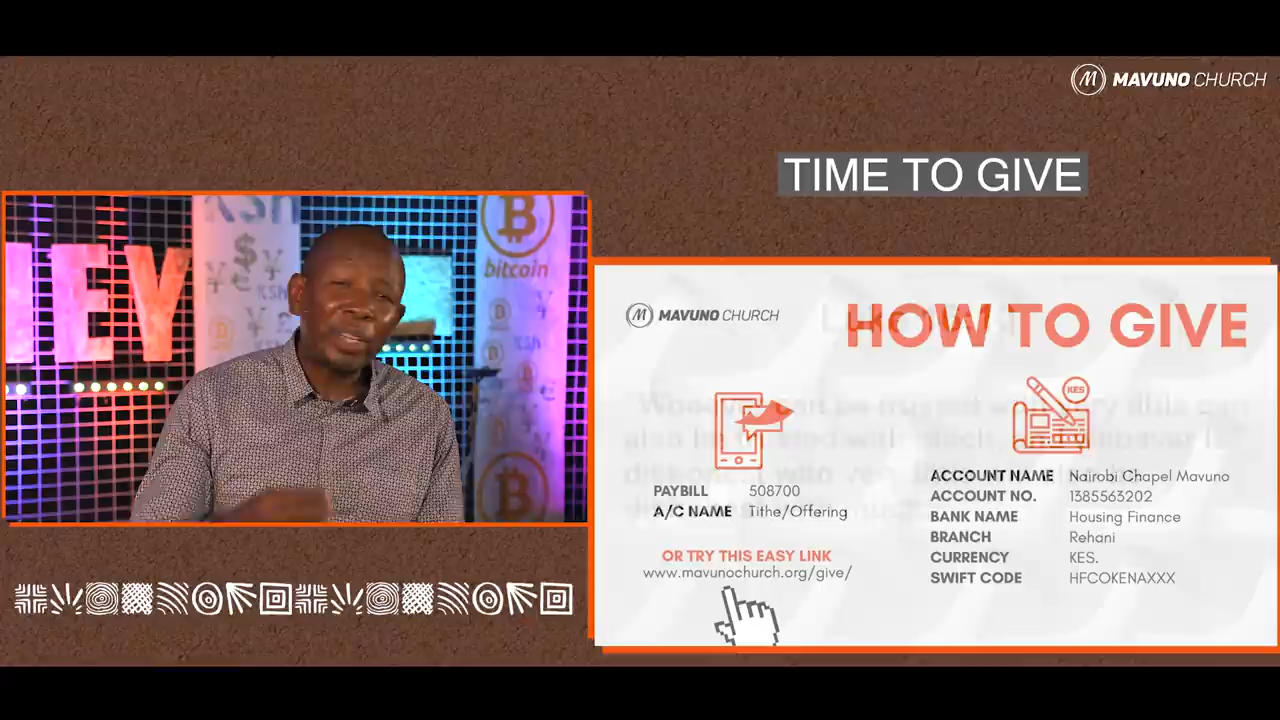 MAVUNO CHURCH
TIME TO GIVE
KSh
bitcoin
EY
MAVUNO CHURCH
HOW TO GIVE
KES
PAYBILL 508700
A/C NAME Tithe/Offering
OR TRY THIS EASY LINK
www.mavunochurch.org/give/
ACCOUNT NAME Nairobi Chapel Mavuno
ACCOUNT NO. 1385563202
BANK NAME Housing Finance
BRANCH Rehani
CURRENCY KES.
SWIFT CODE HFCOKENAXXX